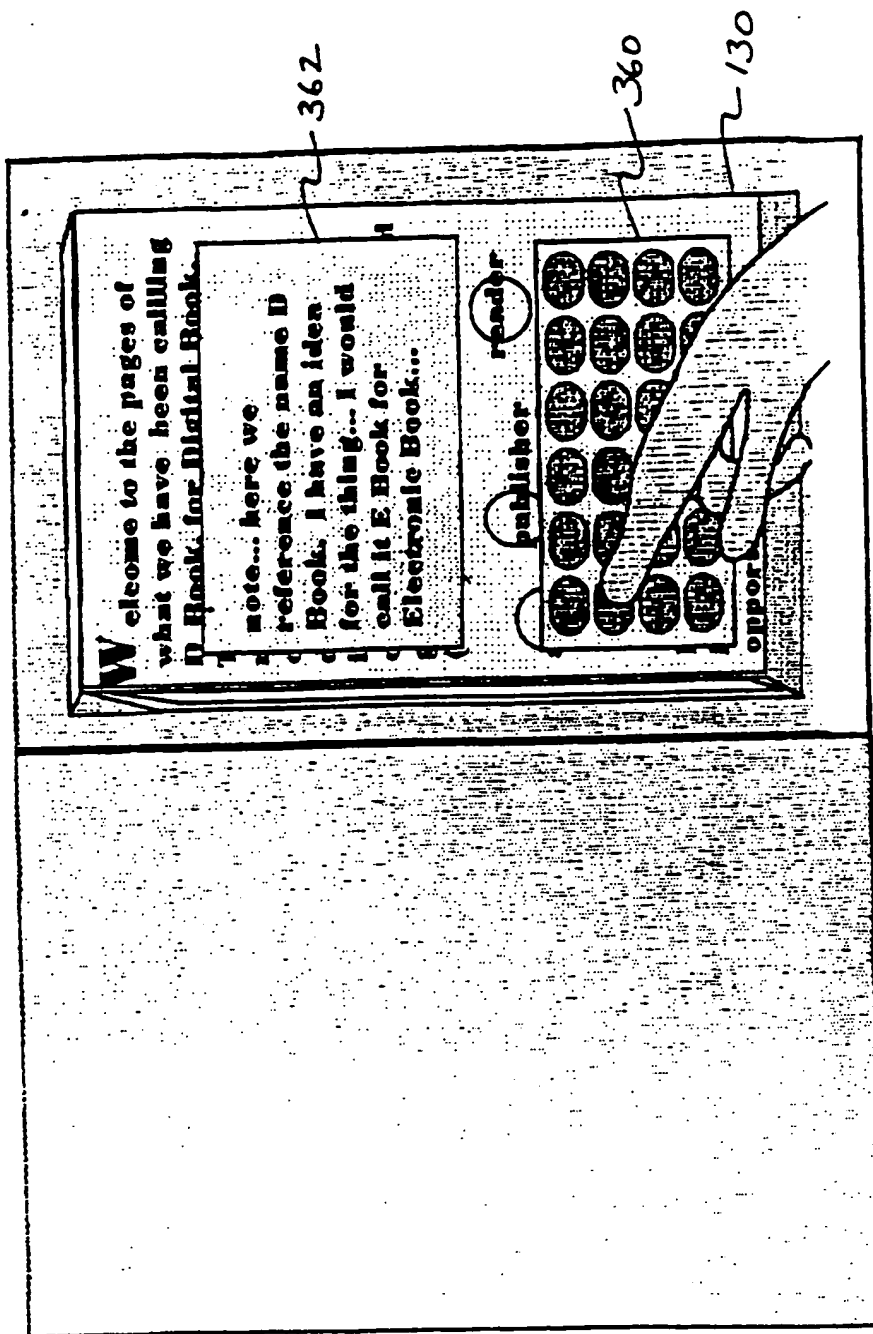 Welcome to the pages of
what we have been callling
D Book, for Digital Book.
note... here we
reference the name D
Book. I have an idea
for the thing... I would
call it E Book for
Electronic Book...
publisher
reader
oppor
362
360
130